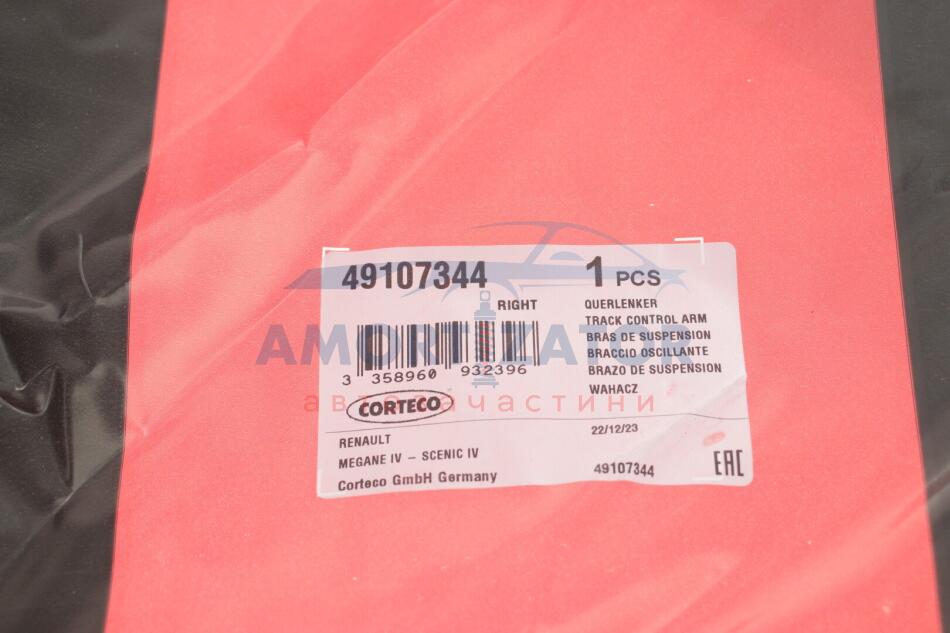 49107344 1 PCS
RIGHT
QUERLENKER
TRACK CONTROL ARM
BRAS DE SUSPENSION
BRACCIO OSCILLANTE
BRAZO DE SUSPENSION
WAHACZ
3 358960 932396
CORTECO
RENAULT
MEGANE IV - SCENIC IV
Corteco GmbH Germany
22/12/23
49107344
EAC
AMORTIZATOR
автозапчастини